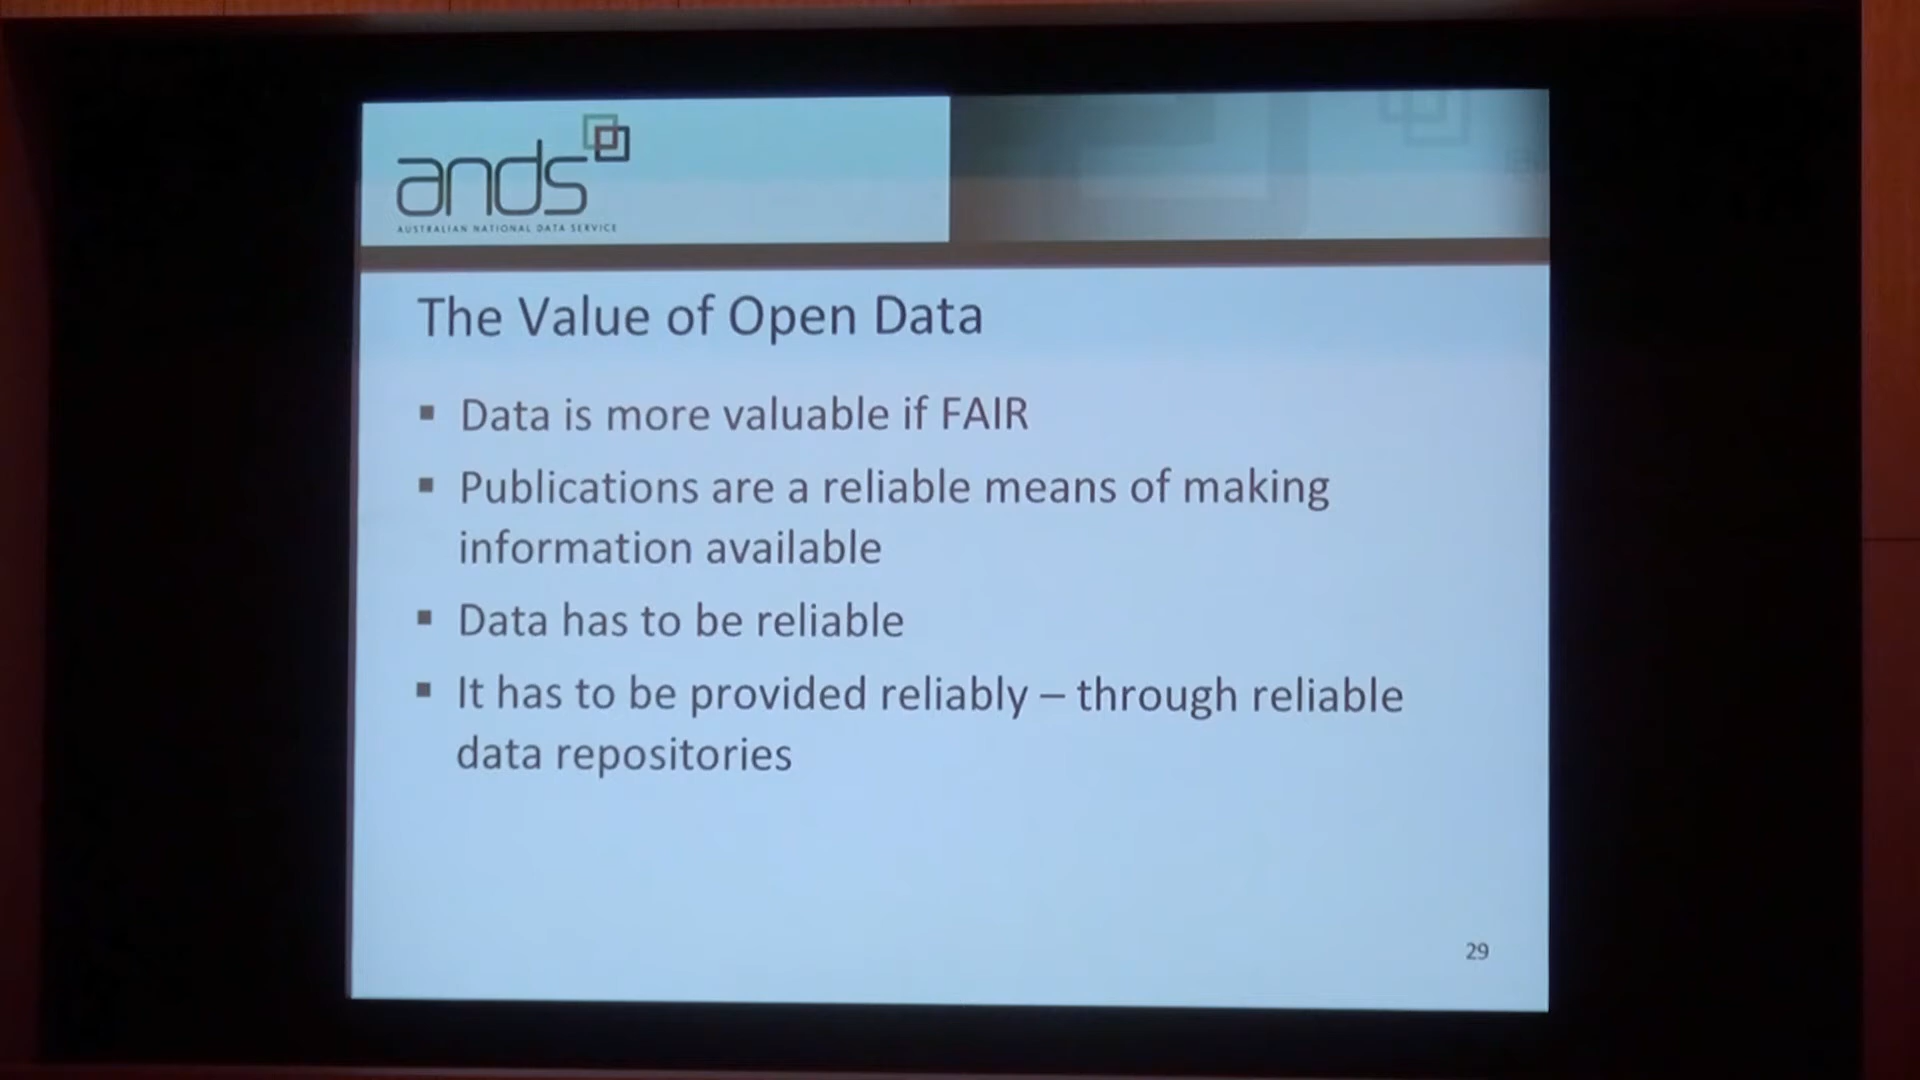 ands
AUSTRALIAN NATIONAL DATA SERVICE
The Value of Open Data
▪ Data is more valuable if FAIR
▪ Publications are a reliable means of making
information available
▪ Data has to be reliable
▪ It has to be provided reliably – through reliable
data repositories
29